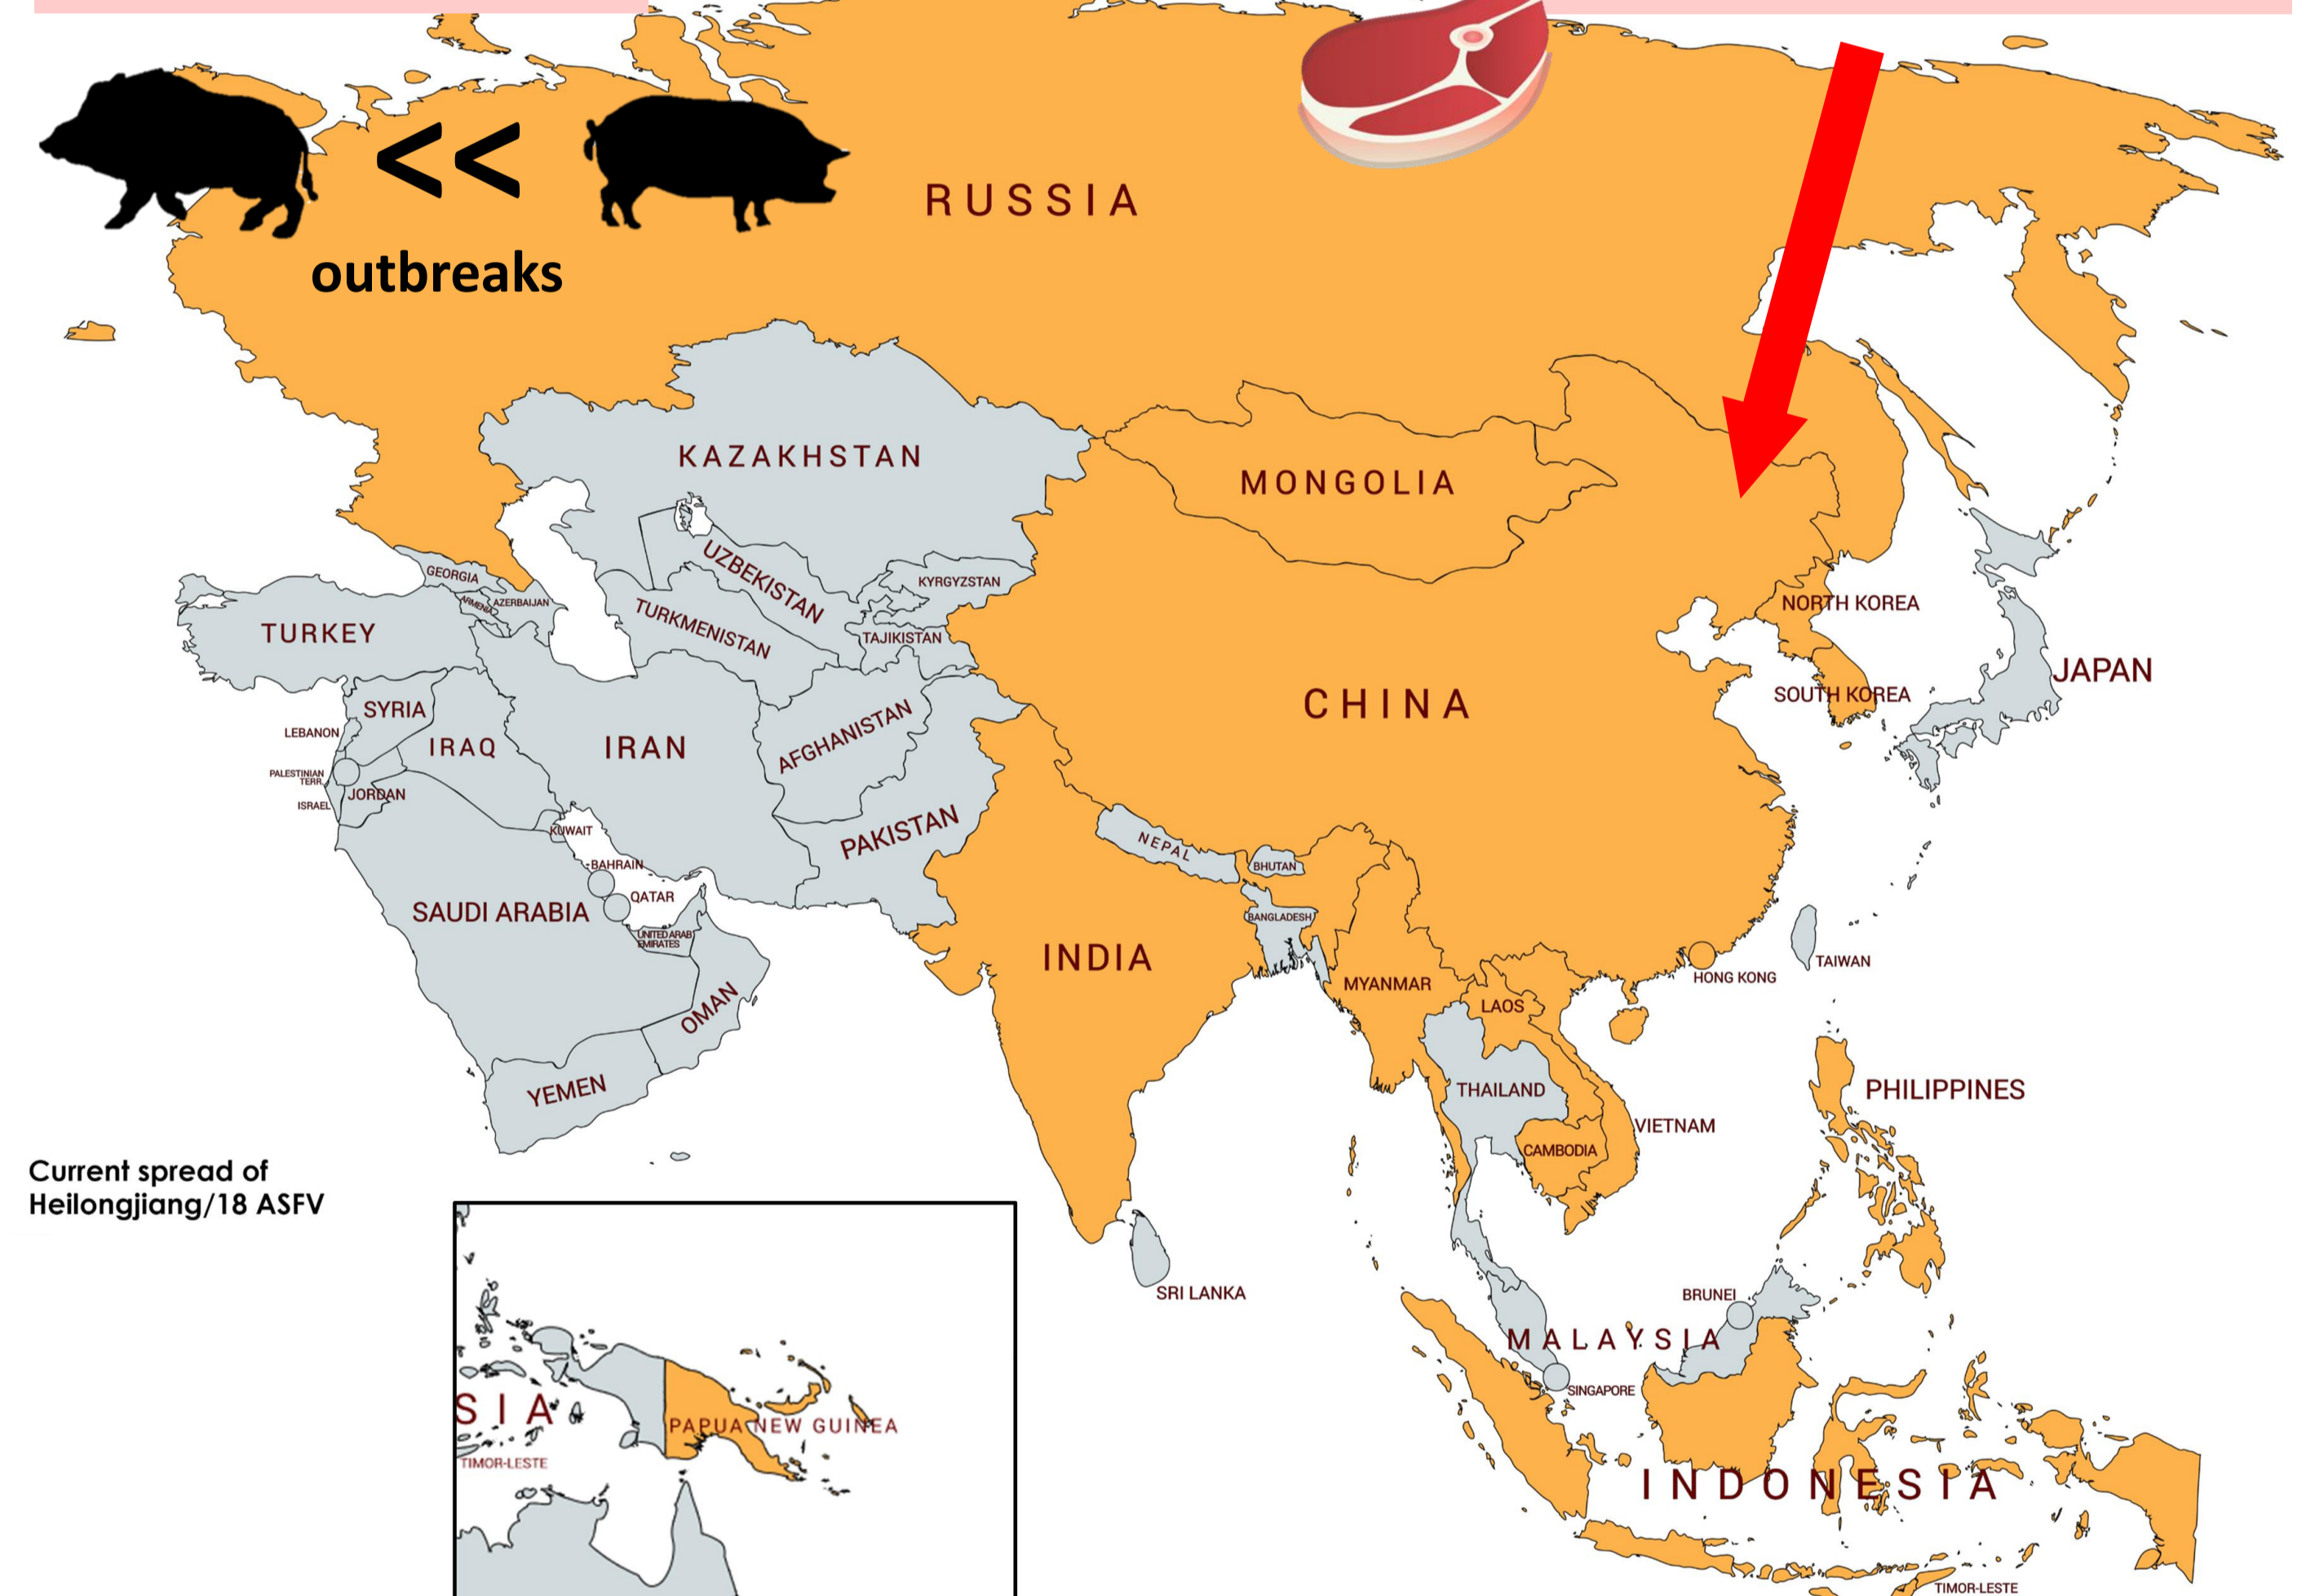 <<
outbreaks
RUSSIA
KAZAKHSTAN
MONGOLIA
UZBEKISTAN
KYRGYZSTAN
GEORGIA
ARMENIA
AZERBAIJAN
TURKMENISTAN
TAJIKISTAN
TURKEY
NORTH KOREA
JAPAN
SOUTH KOREA
CHINA
SYRIA
LEBANON
IRAQ
IRAN
AFGHANISTAN
PALESTINIAN
TERR.
JORDAN
ISRAEL
KUWAIT
PAKISTAN
NEPAL
BHUTAN
BAHRAIN
QATAR
SAUDI ARABIA
UNITED ARAB
EMIRATES
BANGLADESH
INDIA
MYANMAR
HONG KONG
TAIWAN
LAOS
OMAN
YEMEN
THAILAND
PHILIPPINES
VIETNAM
CAMBODIA
Current spread of
Heilongjiang/18 ASFV
SRI LANKA
BRUNEI
MALAYSIA
SINGAPORE
INDONESIA
TIMOR-LESTE
SIA
PAPUA NEW GUINEA
TIMOR-LESTE